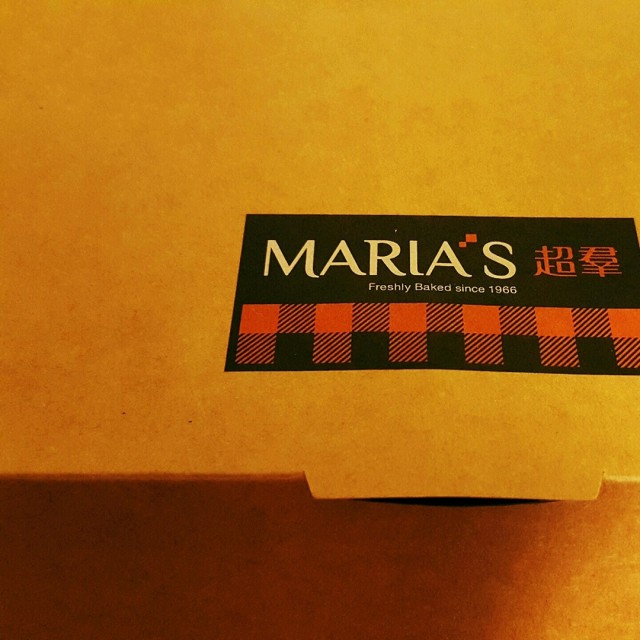 MARIA'S 超羣
Freshly Baked since 1966